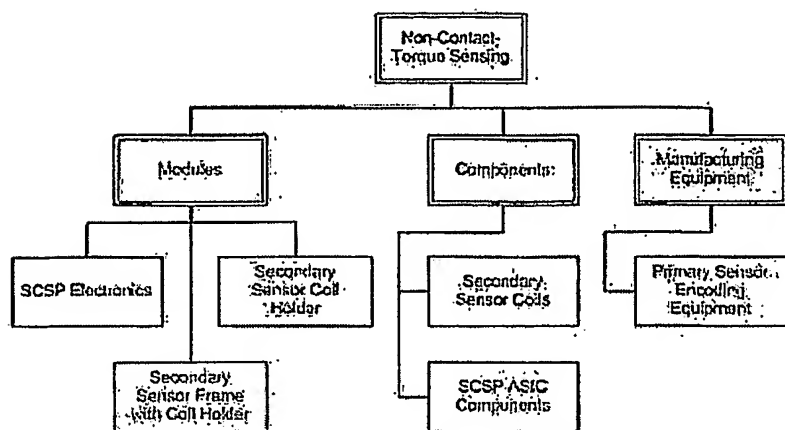 Non-Contact-
Torque Sensing
Modules
Components
Manufacturing
Equipment
SCSP Electronics
Secondary
Sensor Coil
Holder
Secondary
Sensor Coils
Primary Sensor
Encoding
Equipment
Secondary
Sensor Frame
with Coil Holder
SCSP ASIC
Components